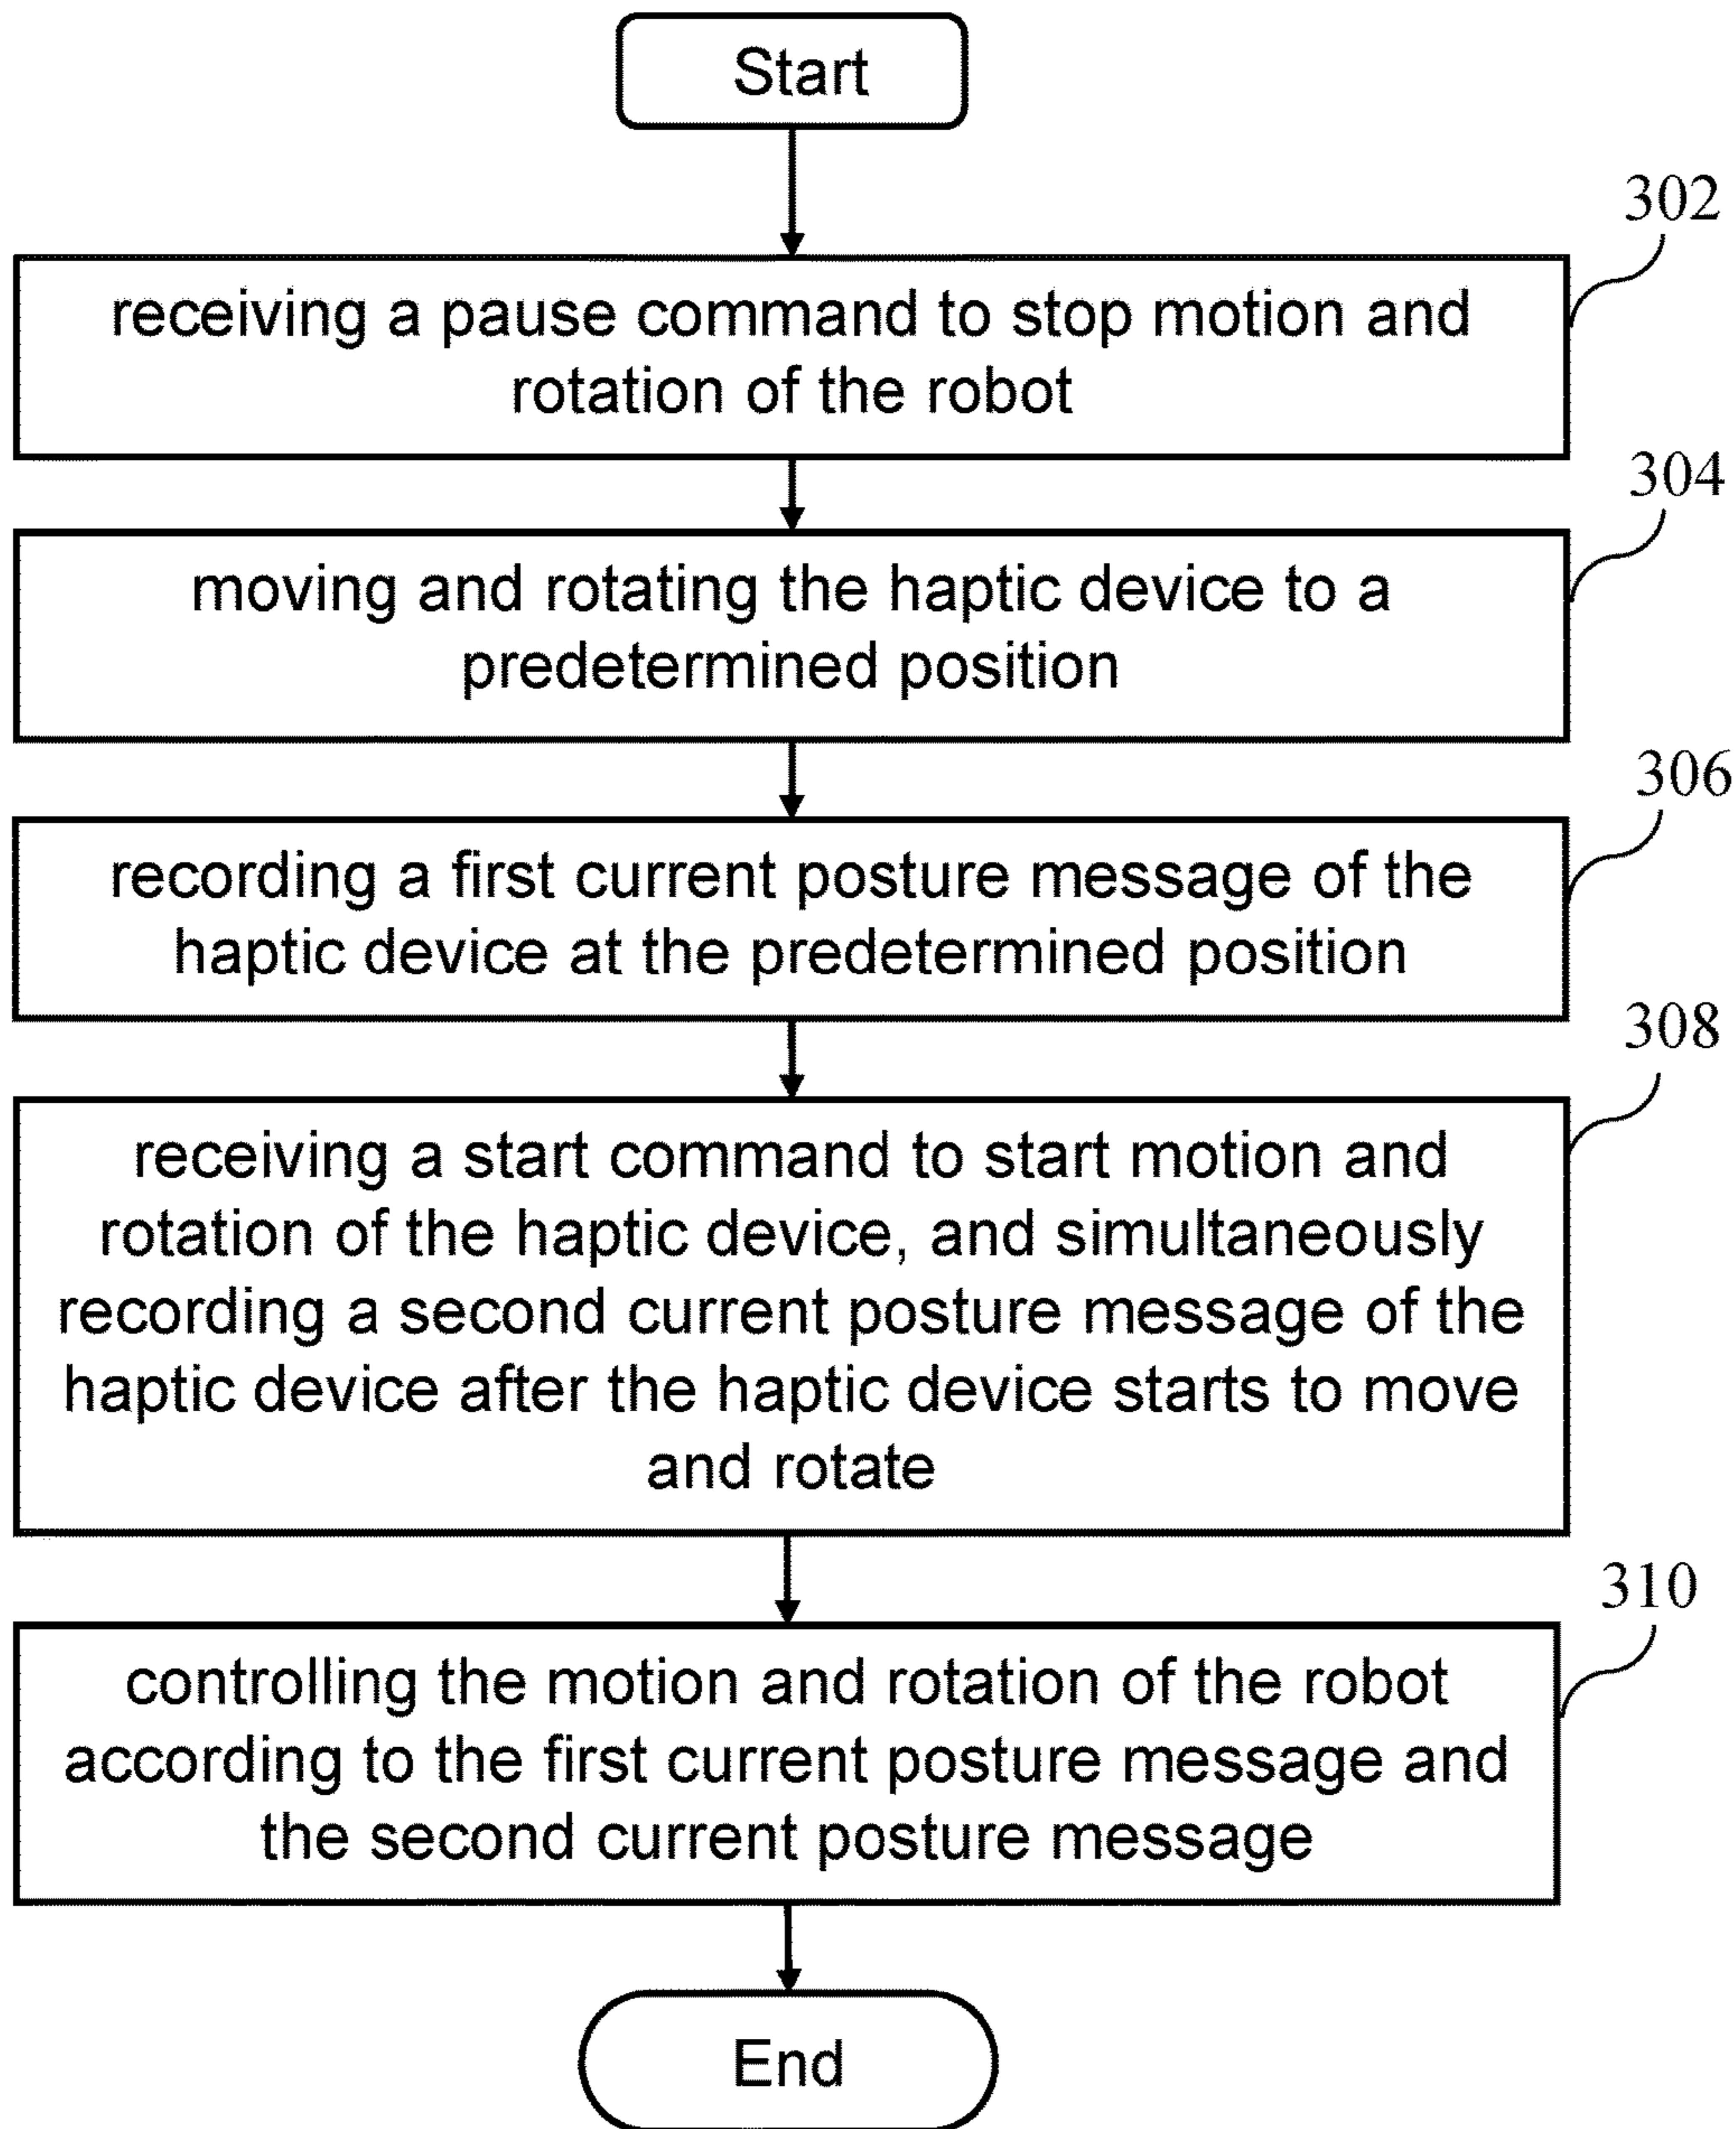 Start
302
receiving a pause command to stop motion and
rotation of the robot
304
moving and rotating the haptic device to a
predetermined position
306
recording a first current posture message of the
haptic device at the predetermined position
308
receiving a start command to start motion and
rotation of the haptic device, and simultaneously
recording a second current posture message of the
haptic device after the haptic device starts to move
and rotate
310
controlling the motion and rotation of the robot
according to the first current posture message and
the second current posture message
End